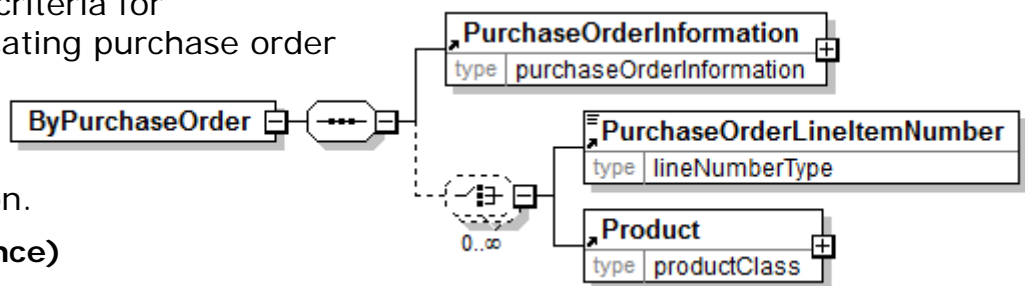 criteria for
ating purchase order
n.
nce)
ByPurchaseOrder
PurchaseOrderInformation
type purchaseOrderInformation
0..∞
PurchaseOrderLineItemNumber
type lineNumberType
Product
type productClass